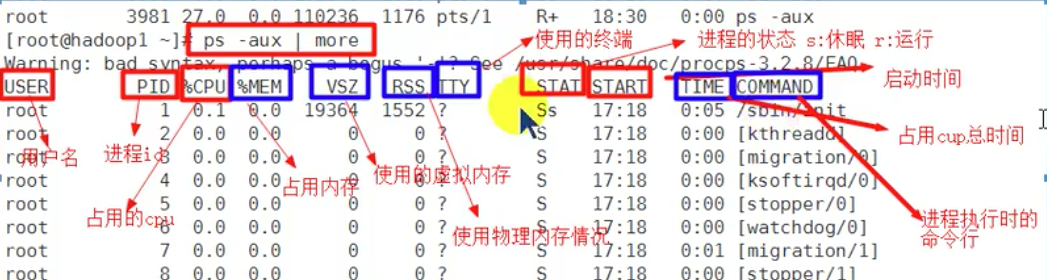 root 3981 27.0 0.0 110236 1176 pts/1 R+ 18:30 0:00 ps -aux
[root@hadoop1 ~]# ps -aux | more
使用的终端
进程的状态 s:休眠 r:运行
Warning: bad syntax, perhaps a bogus '-'? See /usr/share/doc/procps-3.2.8/FAQ
启动时间
USER PID %CPU %MEM VSZ RSS TTY STAT START TIME COMMAND
root 1 0.1 0.0 19364 1552 ? Ss 17:18 0:05 /sbin/init
root 2 0.0 0.0 0 0 ? S 17:18 0:00 [kthreadd]
占用cup总时间
用户名
进程id
root 3 0.0 0.0 0 0 ? S 17:18 0:00 [migration/0]
使用的虚拟内存
占用内存
root 4 0.0 0.0 0 0 ? S 17:18 0:00 [ksoftirqd/0]
占用的cpu
root 5 0.0 0.0 0 0 ? S 17:18 0:00 [stopper/0]
进程执行时的
命令行
root 6 0.0 0.0 0 0 ? S 17:18 0:00 [watchdog/0]
使用物理内存情况
root 7 0.0 0.0 0 0 ? S 17:18 0:01 [migration/1]
root 8 0.0 0.0 0 0 ? S 17:18 0:00 [stopper/1]